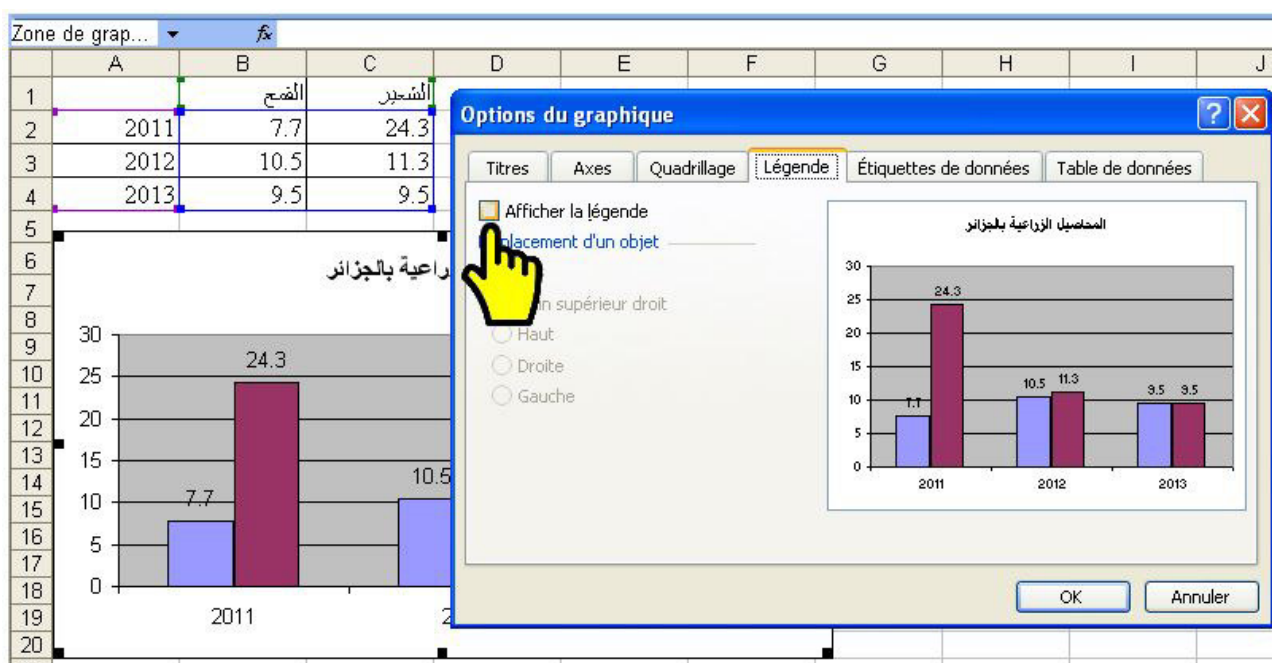 Zone de grap... fx
A B C D E F G H I J
1 القمح الشعير
2 2011 7.7 24.3
3 2012 10.5 11.3
4 2013 9.5 9.5
5
6
7
8
9
10
11
12
13
14
15
16
17
18
19
20
راعية بالجزائر
30
25
20
15
10
5
0
24.3
7.7
10.5
2011 2
Options du graphique
Titres Axes Quadrillage Légende Étiquettes de données Table de données
Afficher la légende
placement d'un objet
n supérieur droit
Haut
Droite
Gauche
المحاصيل الزراعية بالجزائر
30
25
20
15
10
5
0
24.3
7.7
10.5 11.3
9.5 9.5
2011 2012 2013
OK Annuler